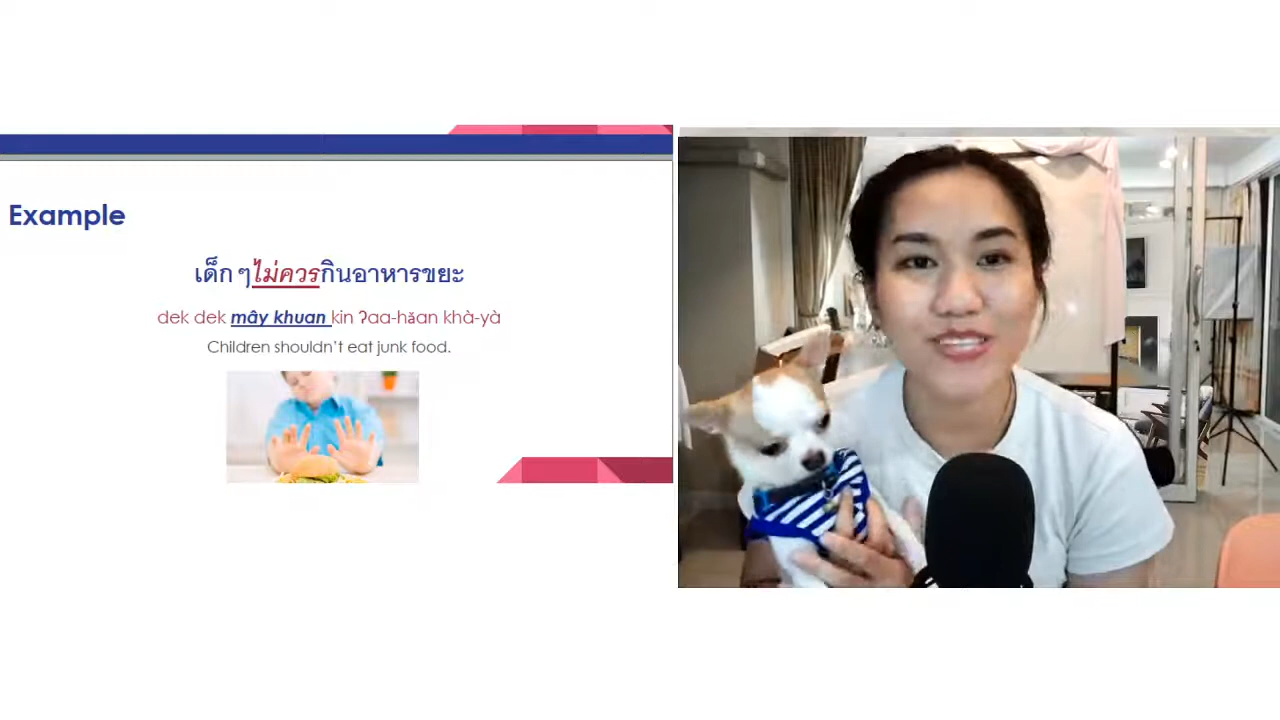 Example
เด็ก ๆไม่ควรกินอาหารขยะ
dek dek mây khuan kin ʔaa-hǎan khà-yà
Children shouldn't eat junk food.